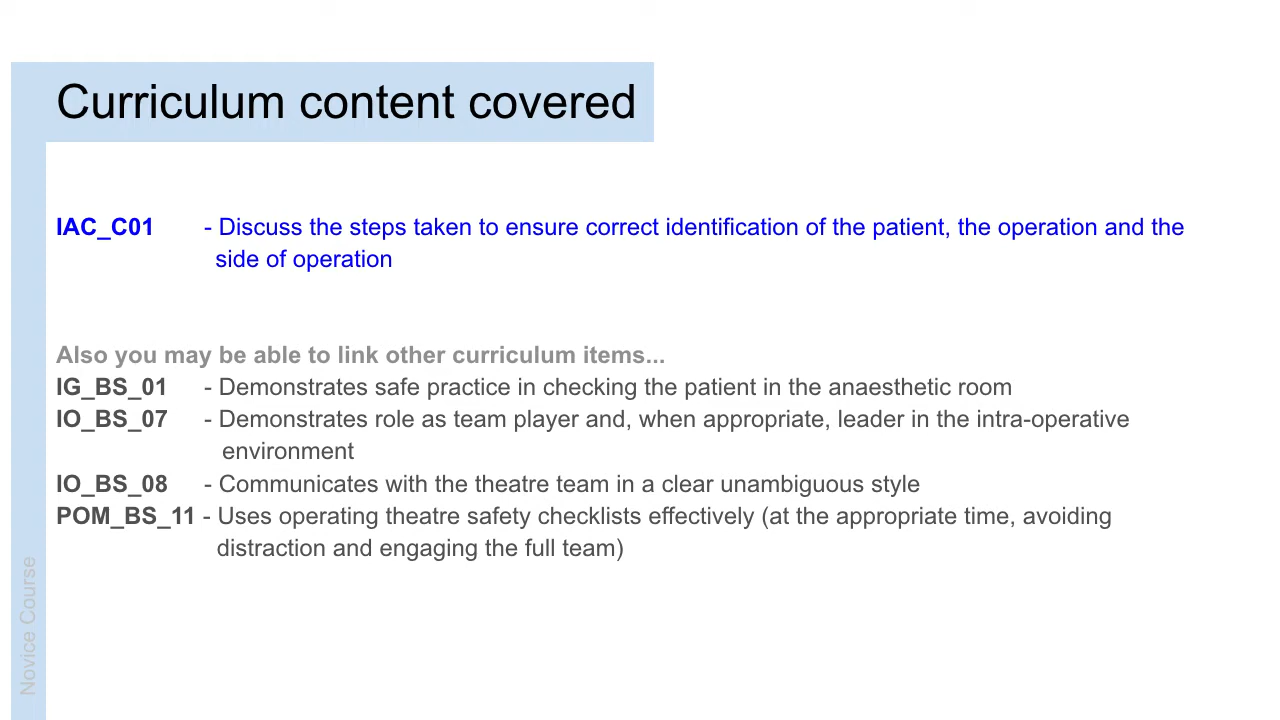 Curriculum content covered
IAC_C01 - Discuss the steps taken to ensure correct identification of the patient, the operation and the
side of operation
Also you may be able to link other curriculum items...
IG_BS_01 - Demonstrates safe practice in checking the patient in the anaesthetic room
IO_BS_07 - Demonstrates role as team player and, when appropriate, leader in the intra-operative
environment
IO_BS_08 - Communicates with the theatre team in a clear unambiguous style
POM_BS_11 - Uses operating theatre safety checklists effectively (at the appropriate time, avoiding
distraction and engaging the full team)
Novice Course